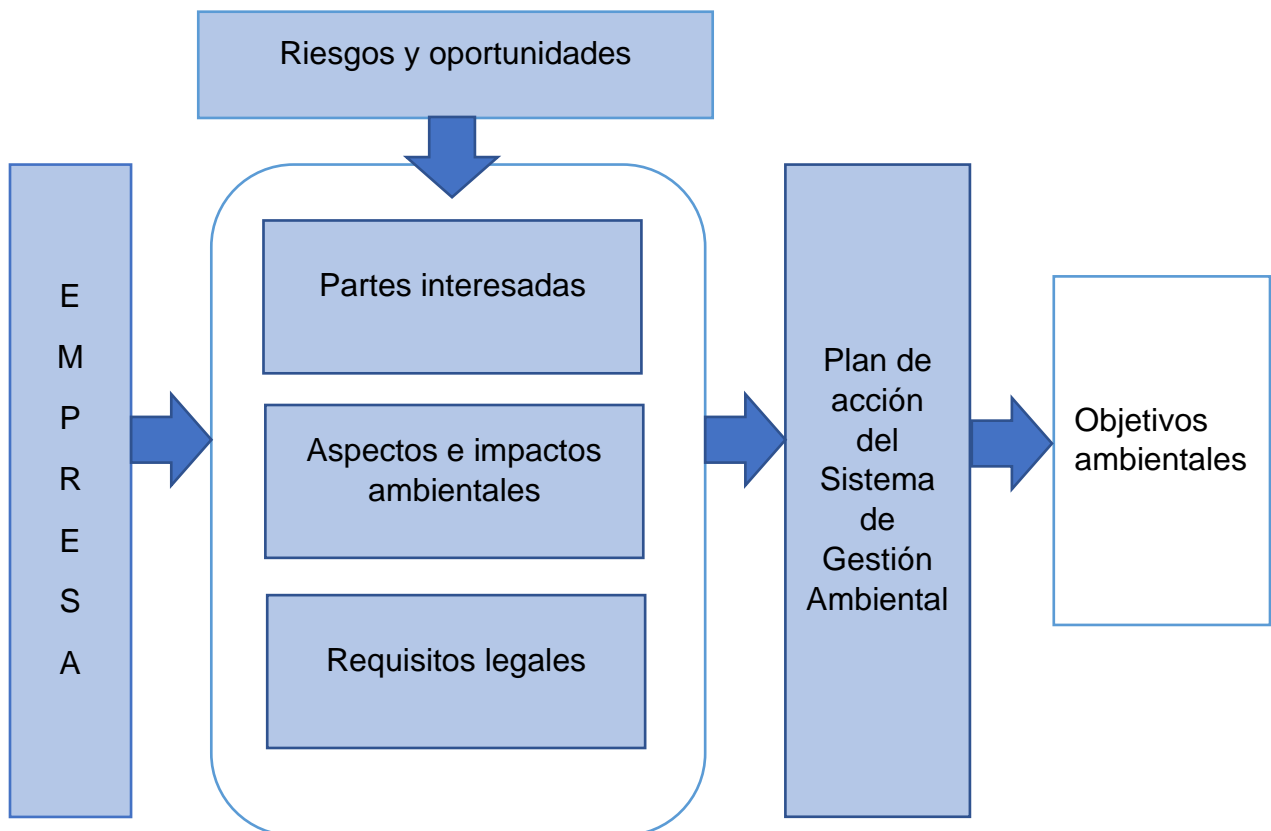 Riesgos y oportunidades
E
M
P
R
E
S
A
Partes interesadas
Aspectos e impactos
ambientales
Requisitos legales
Plan de
acción
del
Sistema
de
Gestión
Ambiental
Objetivos
ambientales